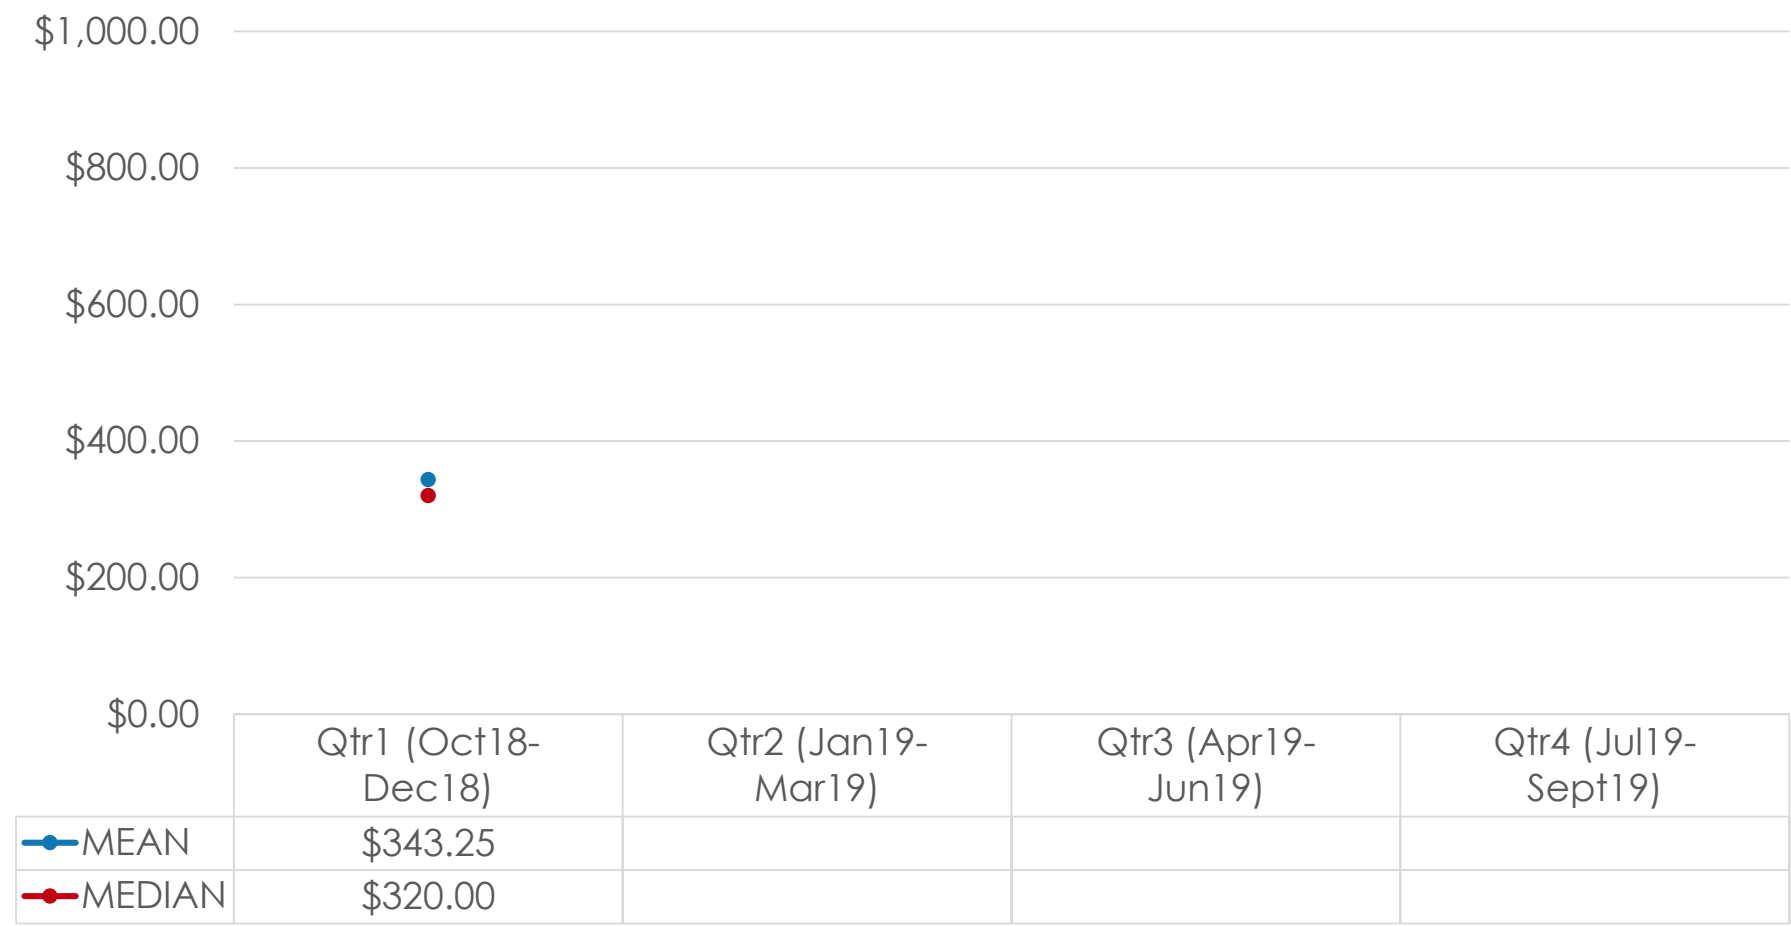 $1,000.00
$800.00
$600.00
$400.00
$200.00
$0.00
Qtr1 (Oct18-
Dec18)
Qtr2 (Jan19-
Mar19)
Qtr3 (Apr19-
Jun19)
Qtr4 (Jul19-
Sept19)
MEAN $343.25
MEDIAN $320.00